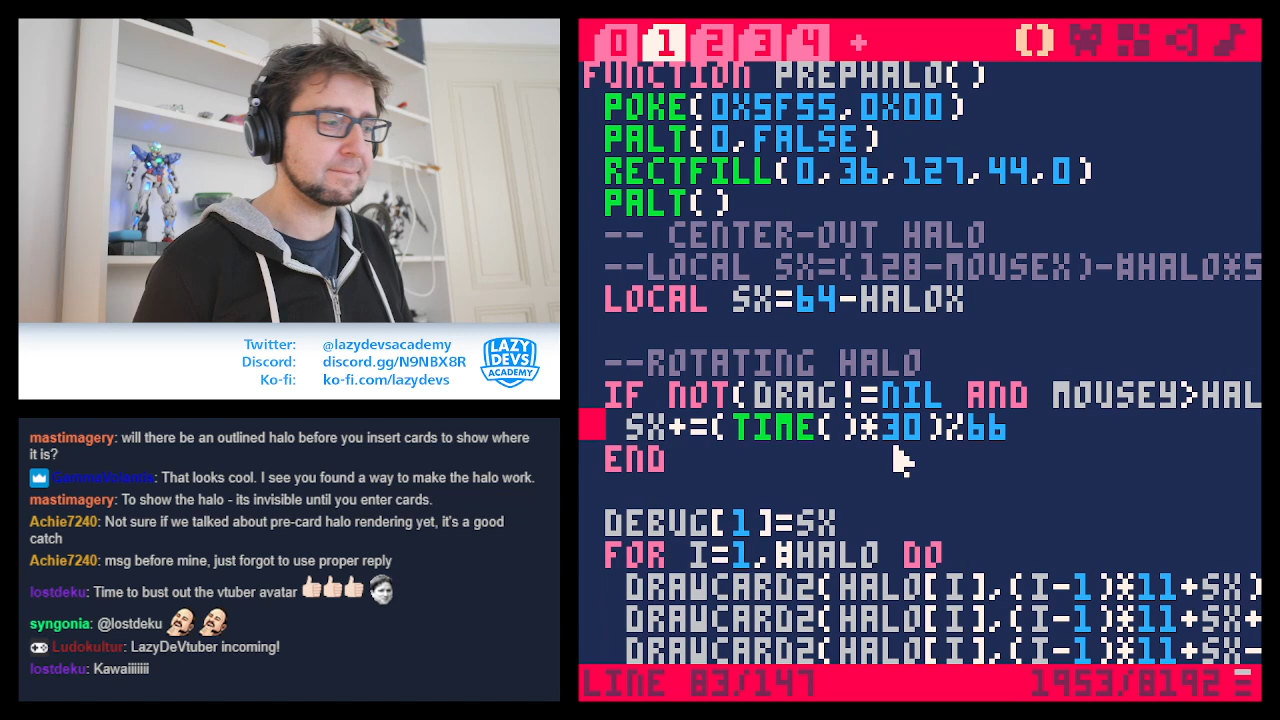 Twitter: @lazydevsacademy
Discord: discord.gg/N9NBX8R
Ko-fi: ko-fi.com/lazydevs
LAZY
DEVS
ACADEMY
mastimagery: will there be an outlined halo before you insert cards to show where
it is?
GammaVolantis: That looks cool. I see you found a way to make the halo work.
mastimagery: To show the halo - its invisible until you enter cards.
Achie7240: Not sure if we talked about pre-card halo rendering yet, it's a good
catch
Achie7240: msg before mine, just forgot to use proper reply
lostdeku: Time to bust out the vtuber avatar
syngonia: @lostdeku
Ludokultur: LazyDeVtuber incoming!
lostdeku: Kawaiiiiiii
0 1 2 3 4 +
FUNCTION PREPHALO()
POKE(0X5F55,0X00)
PALT(0,FALSE)
RECTFILL(0,36,127,44,0)
PALT()
-- CENTER-OUT HALO
--LOCAL SX=(128-MOUSEX)-#HALO*5
LOCAL SX=64-HALOX
--ROTATING HALO
IF NOT(DRAG!=NIL AND MOUSEY>HAL
SX+=(TIME()*30)%66
END
DEBUG[1]=SX
FOR I=1,#HALO DO
DRAWCARD2(HALO[I],(I-1)*11+SX)
DRAWCARD2(HALO[I],(I-1)*11+SX+
DRAWCARD2(HALO[I],(I-1)*11+SX-
LINE 83/147 1953/8192